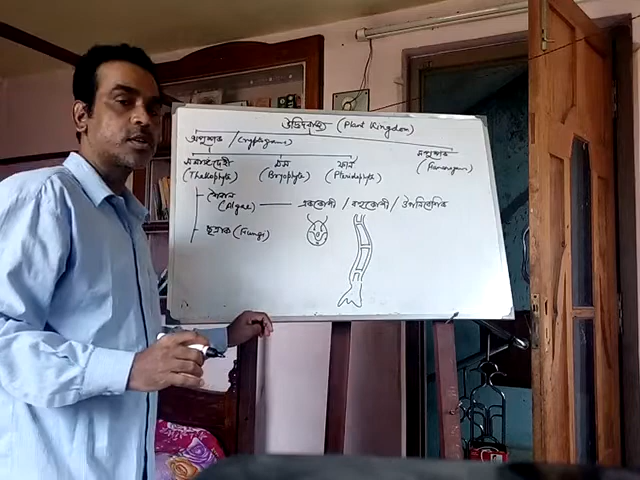 উদ্ভিদরাজ্য (Plant Kingdom)
অপুষ্পক / (Cryptogams) সপুষ্পক
সমাঙ্গদেহী মস ফার্ন (Phanerogams)
(Thallophyta) (Bryophyta) (Pteridophyta)
শৈবাল
(Algae) — এককোষী / বহুকোষী / ঔপনিবেশিক
ছত্রাক (Fungi)